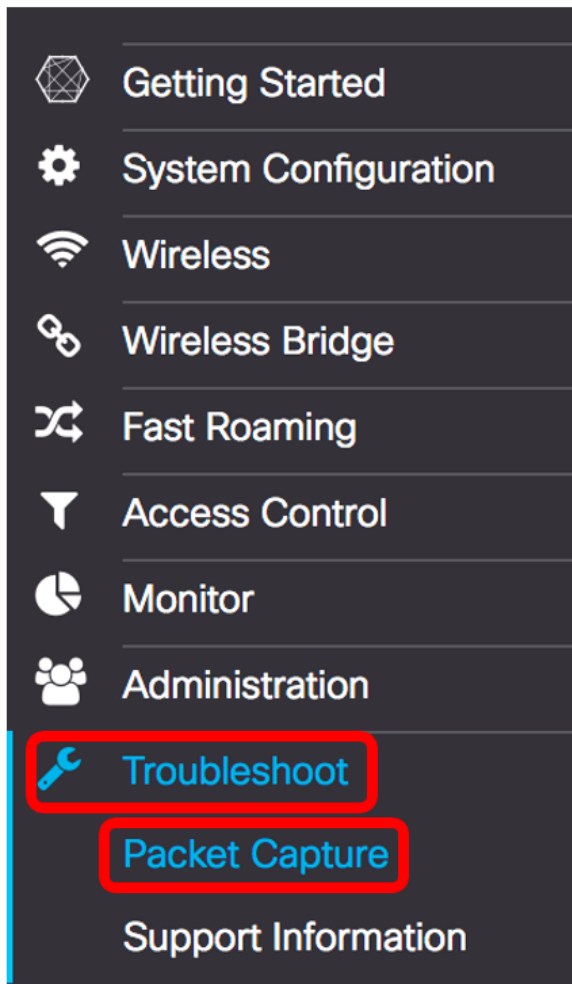 Getting Started
System Configuration
Wireless
Wireless Bridge
Fast Roaming
Access Control
Monitor
Administration
Troubleshoot
Packet Capture
Support Information